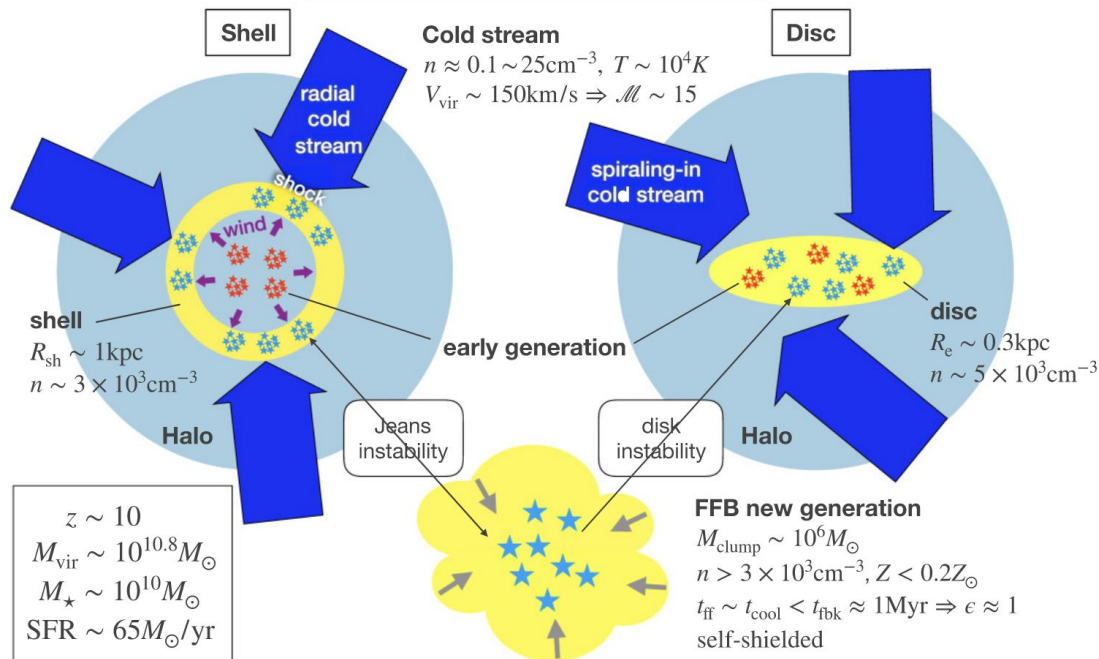 Shell
Cold stream
n ≈ 0.1 ~ 25cm⁻³, T ~ 10⁴K
V_vir ~ 150km/s ⇒ ℳ ~ 15
Disc
radial
cold
stream
shock
wind
spiraling-in
cold stream
shell
R_sh ~ 1kpc
n ~ 3 × 10³cm⁻³
early generation
disc
R_e ~ 0.3kpc
n ~ 5 × 10³cm⁻³
Halo
Jeans
instability
disk
instability
Halo
z ~ 10
M_vir ~ 10^10.8 M_⊙
M_⋆ ~ 10^10 M_⊙
SFR ~ 65M_⊙/yr
FFB new generation
M_clump ~ 10⁶M_⊙
n > 3 × 10³cm⁻³, Z < 0.2Z_⊙
t_ff ~ t_cool < t_fbk ≈ 1Myr ⇒ ϵ ≈ 1
self-shielded